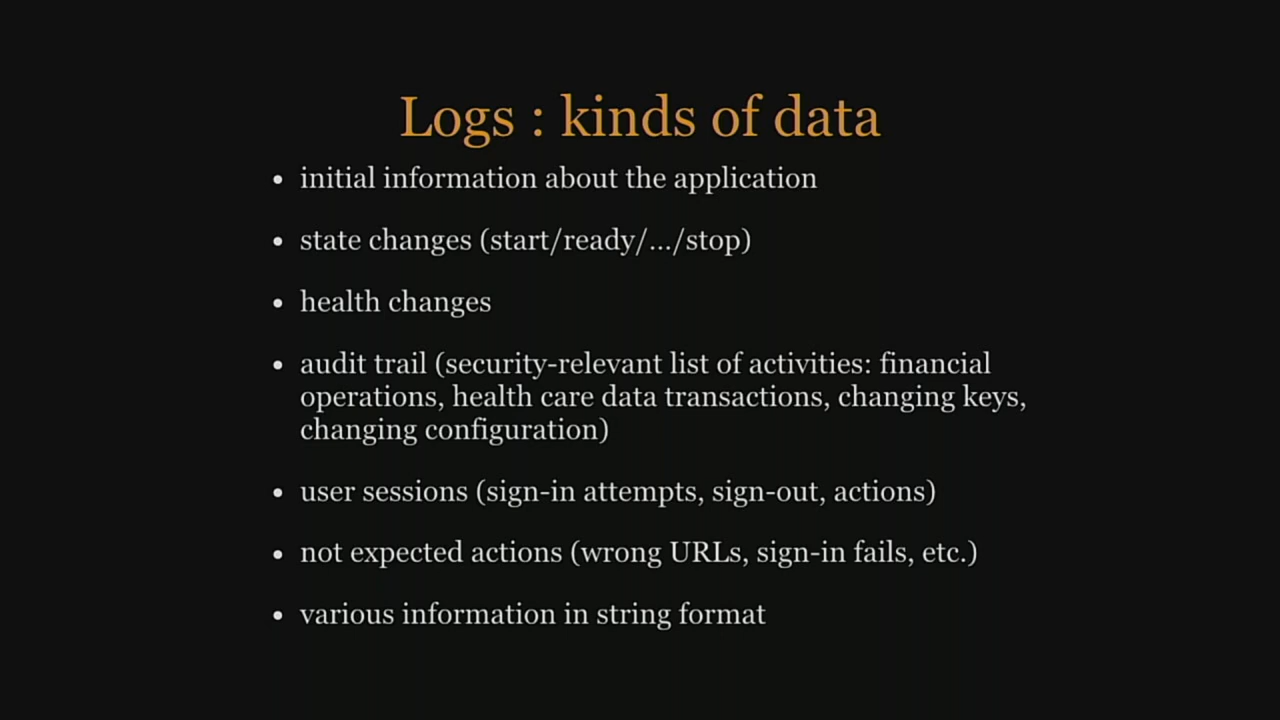 Logs : kinds of data
• initial information about the application
• state changes (start/ready/.../stop)
• health changes
• audit trail (security-relevant list of activities: financial
operations, health care data transactions, changing keys,
changing configuration)
• user sessions (sign-in attempts, sign-out, actions)
• not expected actions (wrong URLs, sign-in fails, etc.)
• various information in string format